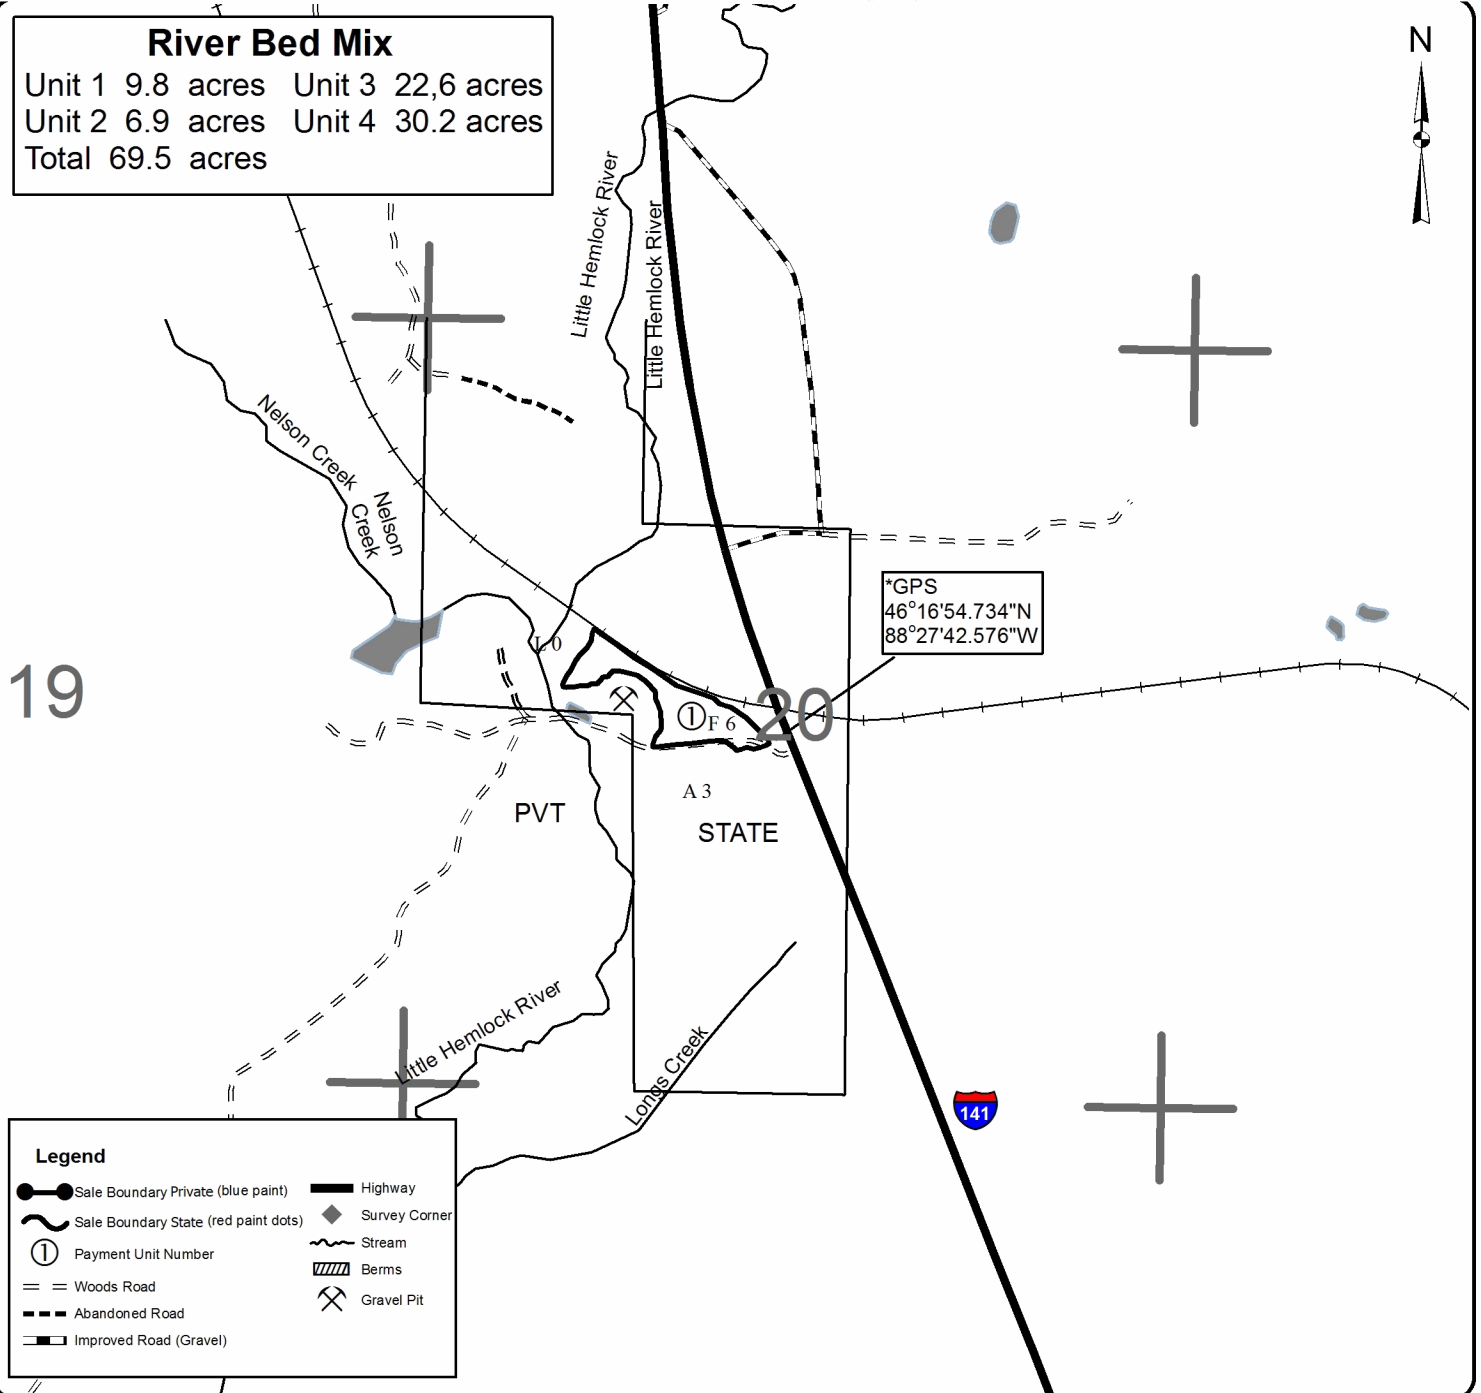 River Bed Mix
Unit 1 9.8 acres Unit 3 22,6 acres
Unit 2 6.9 acres Unit 4 30.2 acres
Total 69.5 acres
N
Little Hemlock River
Little Hemlock River
Nelson Creek
Nelson
Creek
*GPS
46°16'54.734"N
88°27'42.576"W
L 0
19
1
F 6
20
A 3
PVT
STATE
Little Hemlock River
Longs Creek
141
Legend
Sale Boundary Private (blue paint)
Sale Boundary State (red paint dots)
1 Payment Unit Number
Woods Road
Abandoned Road
Improved Road (Gravel)
Highway
Survey Corner
Stream
Berms
Gravel Pit